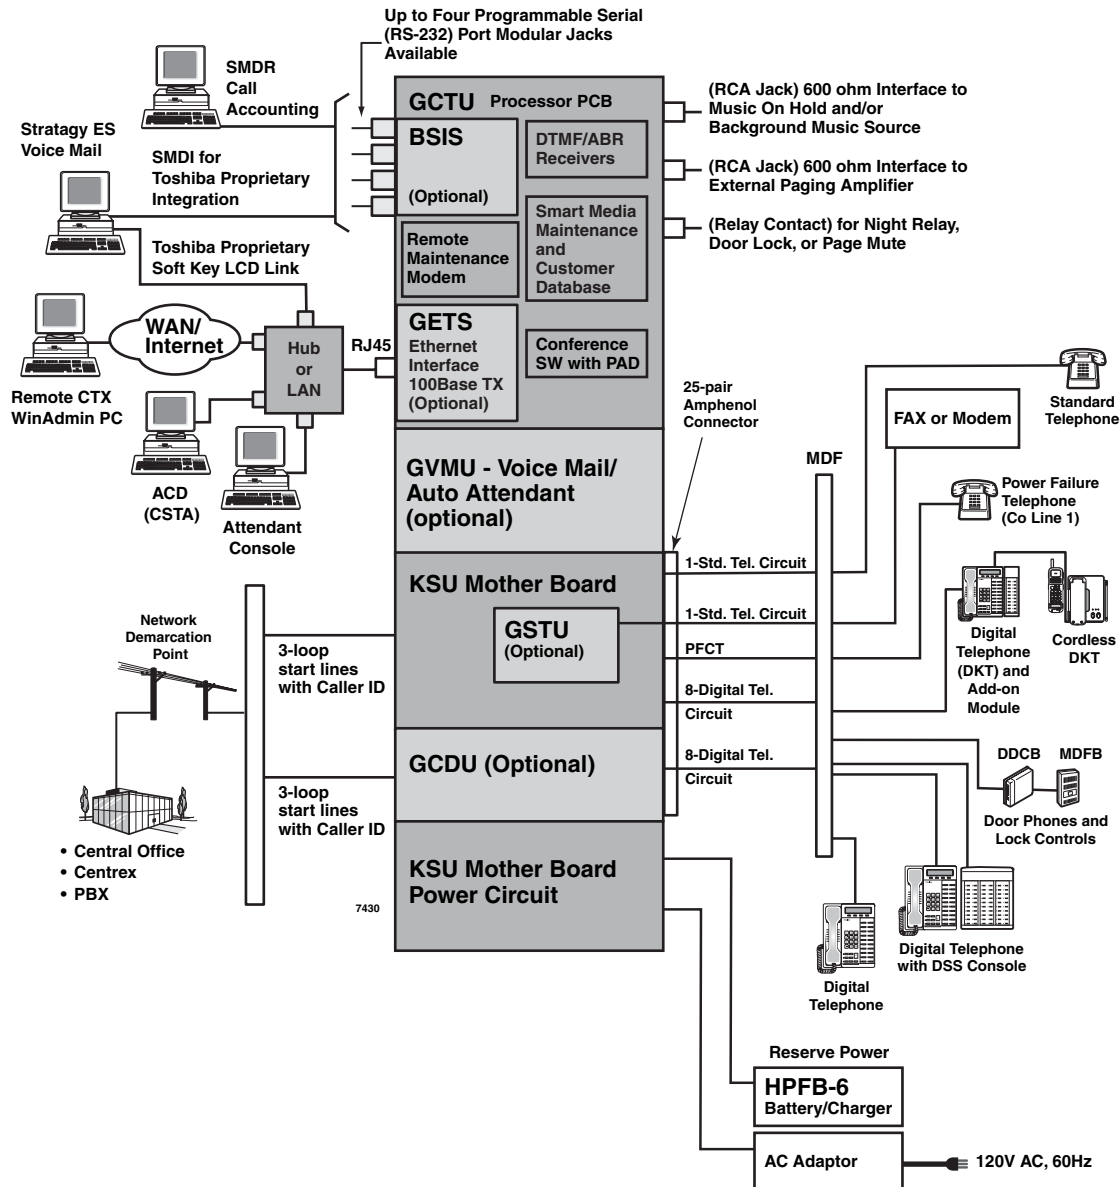 Up to Four Programmable Serial
(RS-232) Port Modular Jacks
Available
SMDR
Call
Accounting
Stratagy ES
Voice Mail
SMDI for
Toshiba Proprietary
Integration
Toshiba Proprietary
Soft Key LCD Link
WAN/
Internet
Remote CTX
WinAdmin PC
Hub
or
LAN
RJ45
ACD
(CSTA)
Attendant
Console
GCTU Processor PCB
BSIS
(Optional)
DTMF/ABR
Receivers
Remote
Maintenance
Modem
Smart Media
Maintenance
and
Customer
Database
GETS
Ethernet
Interface
100Base TX
(Optional)
Conference
SW with PAD
(RCA Jack) 600 ohm Interface to
Music On Hold and/or
Background Music Source
(RCA Jack) 600 ohm Interface to
External Paging Amplifier
(Relay Contact) for Night Relay,
Door Lock, or Page Mute
GVMU - Voice Mail/
Auto Attendant
(optional)
KSU Mother Board
GSTU
(Optional)
GCDU (Optional)
KSU Mother Board
Power Circuit
Network
Demarcation
Point
3-loop
start lines
with Caller ID
3-loop
start lines
with Caller ID
• Central Office
• Centrex
• PBX
7430
25-pair
Amphenol
Connector
MDF
1-Std. Tel. Circuit
1-Std. Tel. Circuit
PFCT
8-Digital Tel.
Circuit
8-Digital Tel.
Circuit
Standard
Telephone
FAX or Modem
Power Failure
Telephone
(Co Line 1)
Digital
Telephone
(DKT) and
Add-on
Module
Cordless
DKT
DDCB
MDFB
Door Phones and
Lock Controls
Digital Telephone
with DSS Console
Digital
Telephone
Reserve Power
HPFB-6
Battery/Charger
AC Adaptor
120V AC, 60Hz